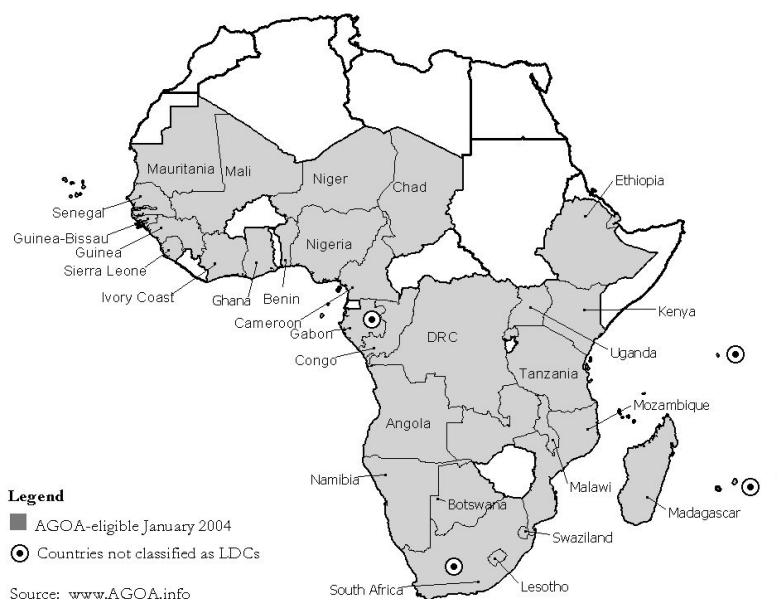 Mauritania
Mali
Niger
Chad
Ethiopia
Senegal
Guinea-Bissau
Guinea
Sierra Leone
Nigeria
Ivory Coast
Ghana
Benin
Cameroon
Gabon
Congo
DRC
Kenya
Uganda
Tanzania
Mozambique
Angola
Namibia
Malawi
Botswana
Madagascar
Swaziland
South Africa
Lesotho
Legend
AGOA-eligible January 2004
Countries not classified as LDCs
Source: www.AGOA.info